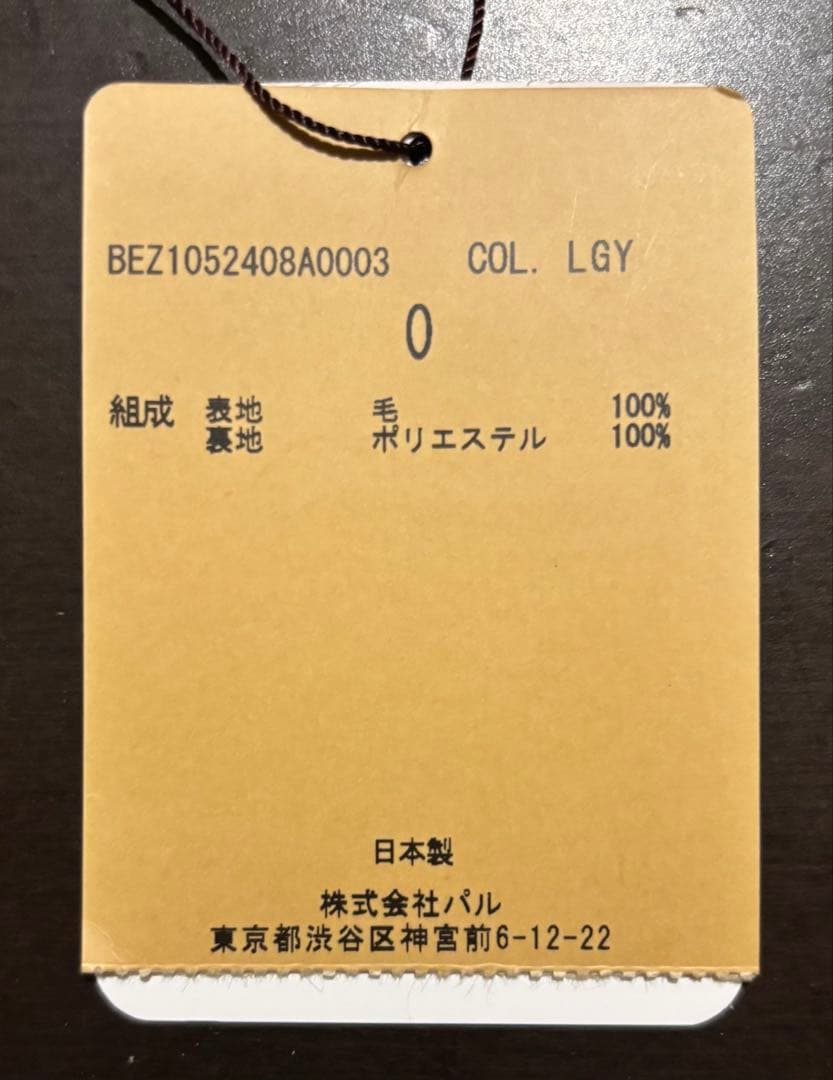 BEZ1052408A0003 COL. LGY
0
組成 表地 毛 100%
裏地 ポリエステル 100%
日本製
株式会社パル
東京都渋谷区神宮前6-12-22